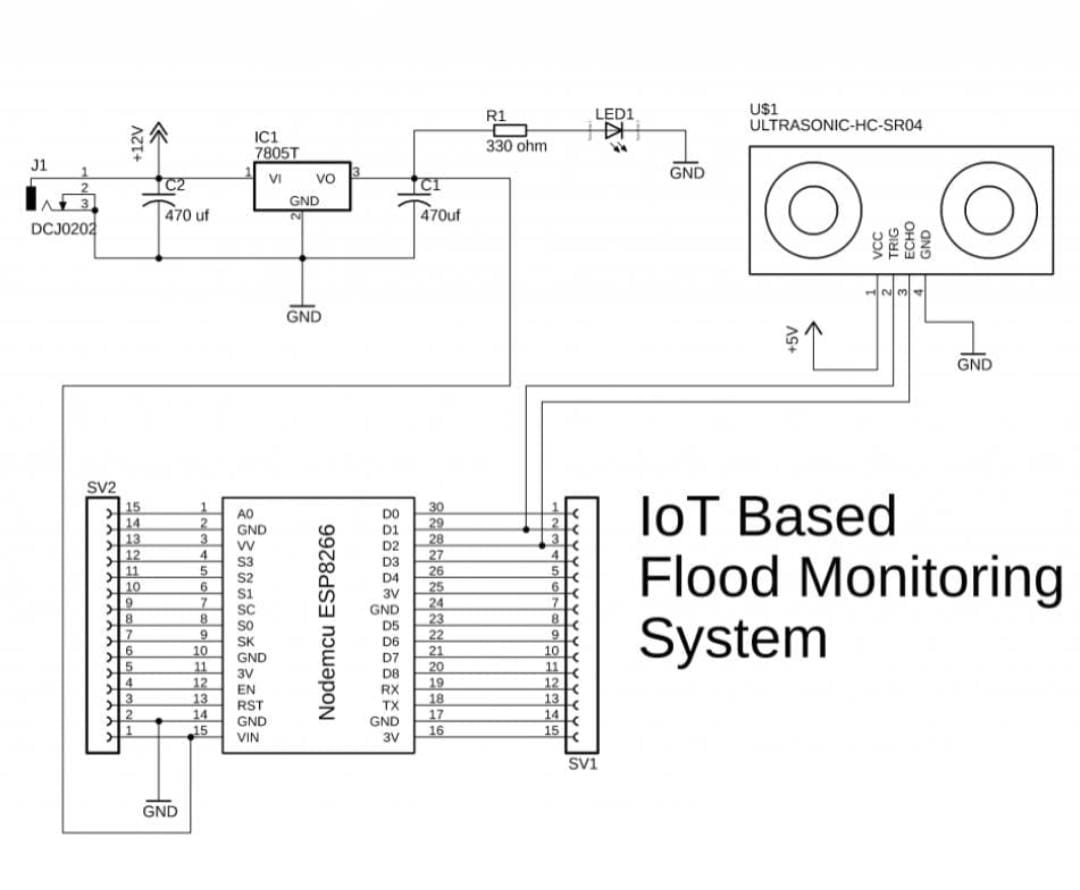 J1
1
2
3
DCJ0202
+12V
C2
470 uf
IC1
7805T
1
VI
VO
3
GND
2
GND
C1
470uf
R1
330 ohm
LED1
GND
U$1
ULTRASONIC-HC-SR04
VCC
TRIG
ECHO
GND
1
2
3
4
+5V
GND
SV2
15 1 A0 D0 30 1
14 2 GND D1 29 2
13 3 VV D2 28 3
12 4 S3 D3 27 4
11 5 S2 D4 26 5
10 6 S1 3V 25 6
9 7 SC GND 24 7
8 8 S0 D5 23 8
7 9 SK D6 22 9
6 10 GND D7 21 10
5 11 3V D8 20 11
4 12 EN RX 19 12
3 13 RST TX 18 13
2 14 GND GND 17 14
1 15 VIN 3V 16 15
Nodemcu ESP8266
SV1
GND
IoT Based
Flood Monitoring
System